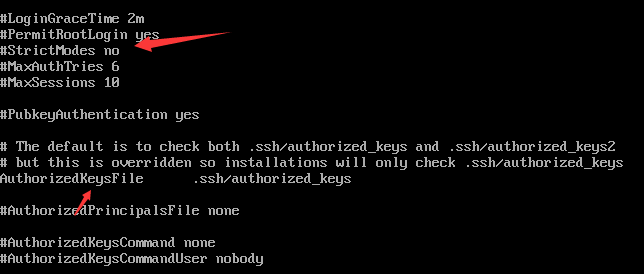 #LoginGraceTime 2m
#PermitRootLogin yes
#StrictModes no
#MaxAuthTries 6
#MaxSessions 10
#PubkeyAuthentication yes
# The default is to check both .ssh/authorized_keys and .ssh/authorized_keys2
# but this is overridden so installations will only check .ssh/authorized_keys
AuthorizedKeysFile      .ssh/authorized_keys
#AuthorizedPrincipalsFile none
#AuthorizedKeysCommand none
#AuthorizedKeysCommandUser nobody